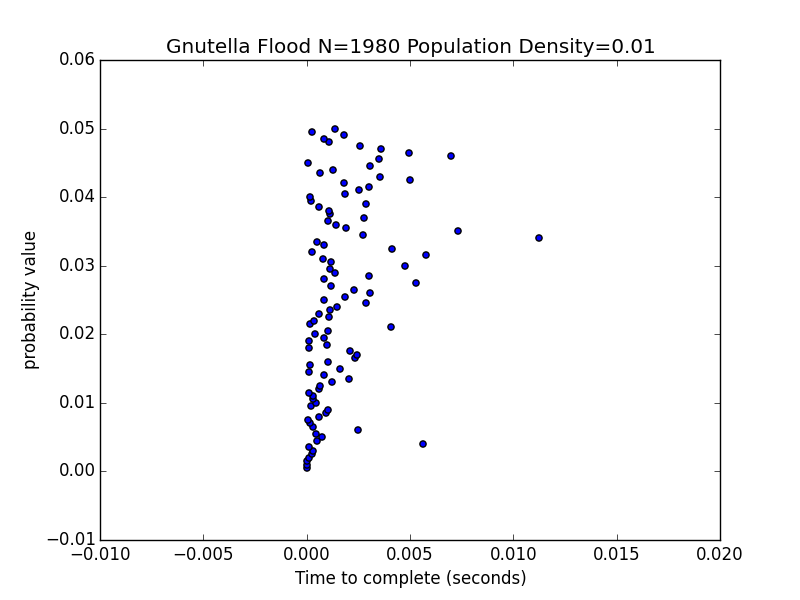 Gnutella Flood N=1980 Population Density=0.01
0.06
0.05
0.04
0.03
0.02
0.01
0.00
−0.01
probability value
−0.010 −0.005 0.000 0.005 0.010 0.015 0.020
Time to complete (seconds)